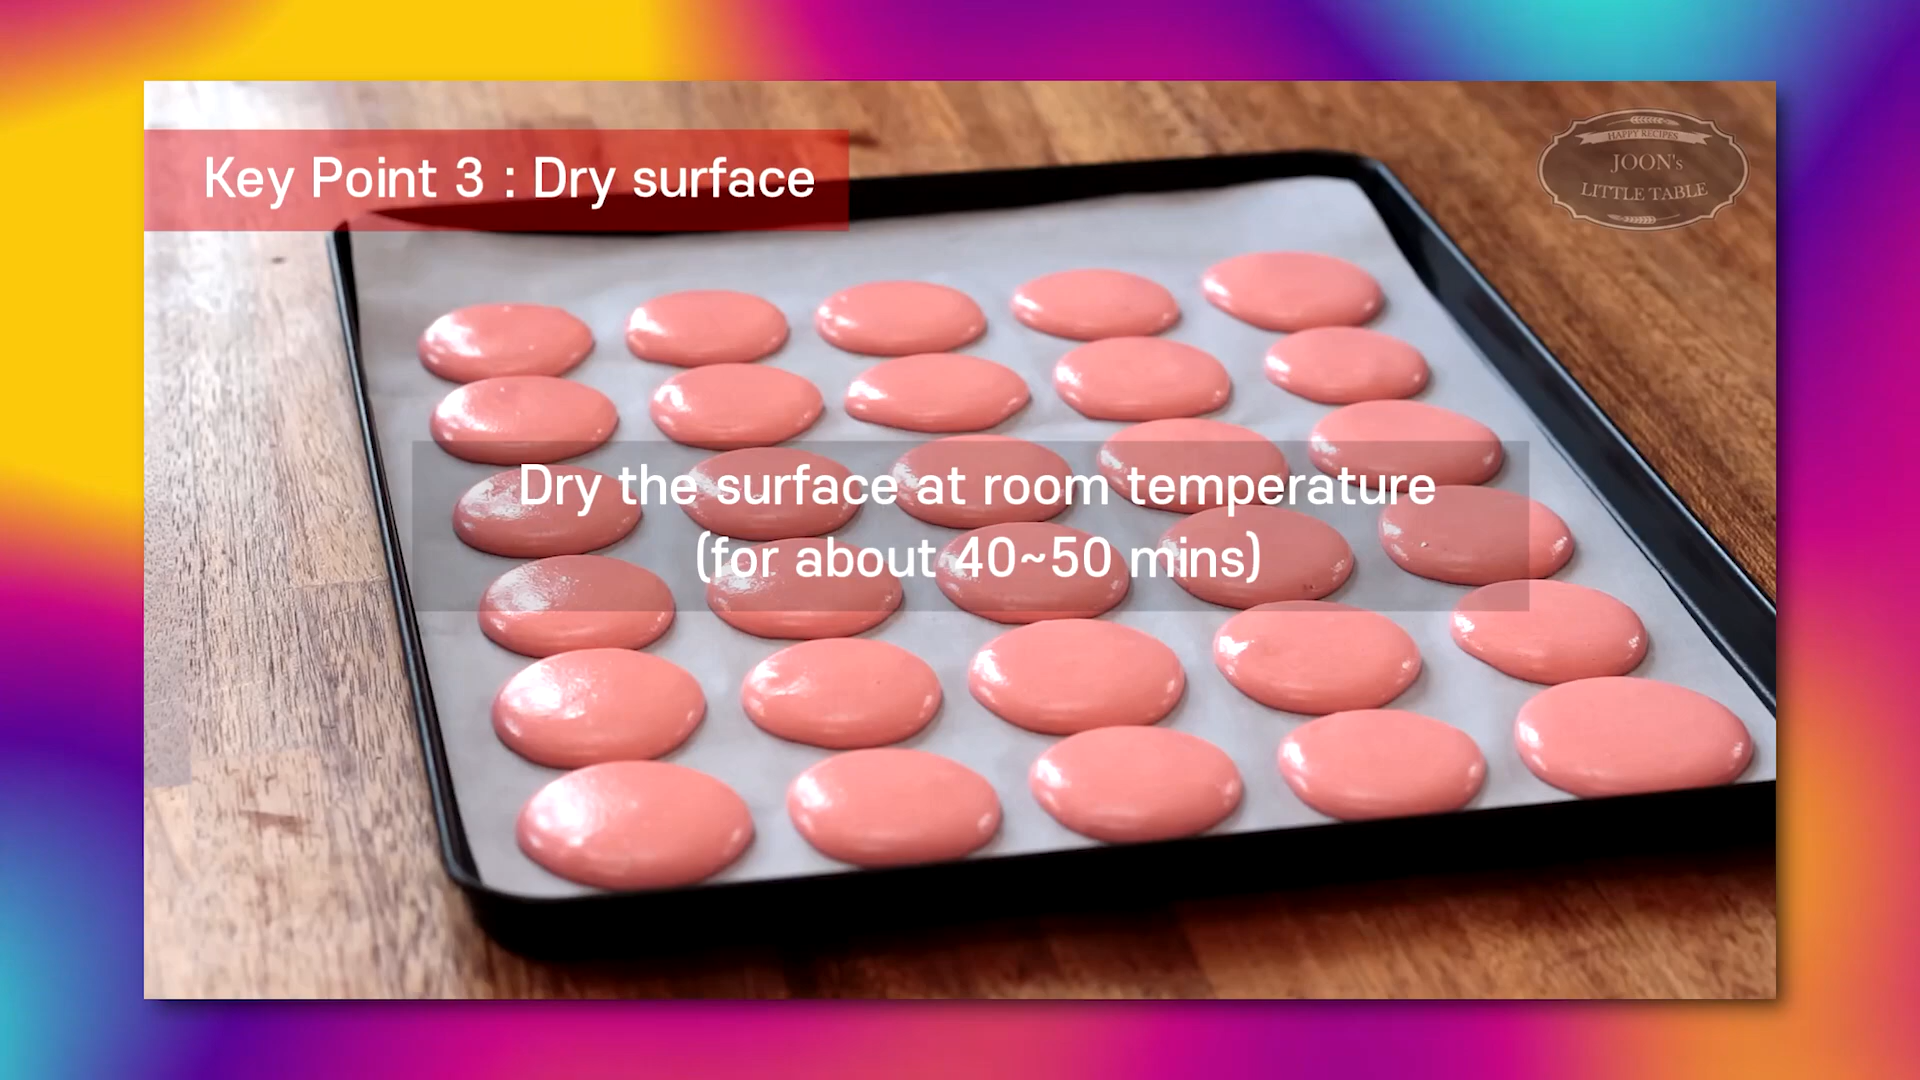 Key Point 3 : Dry surface
HAPPY RECIPES
JOON's
LITTLE TABLE
Dry the surface at room temperature
(for about 40~50 mins)